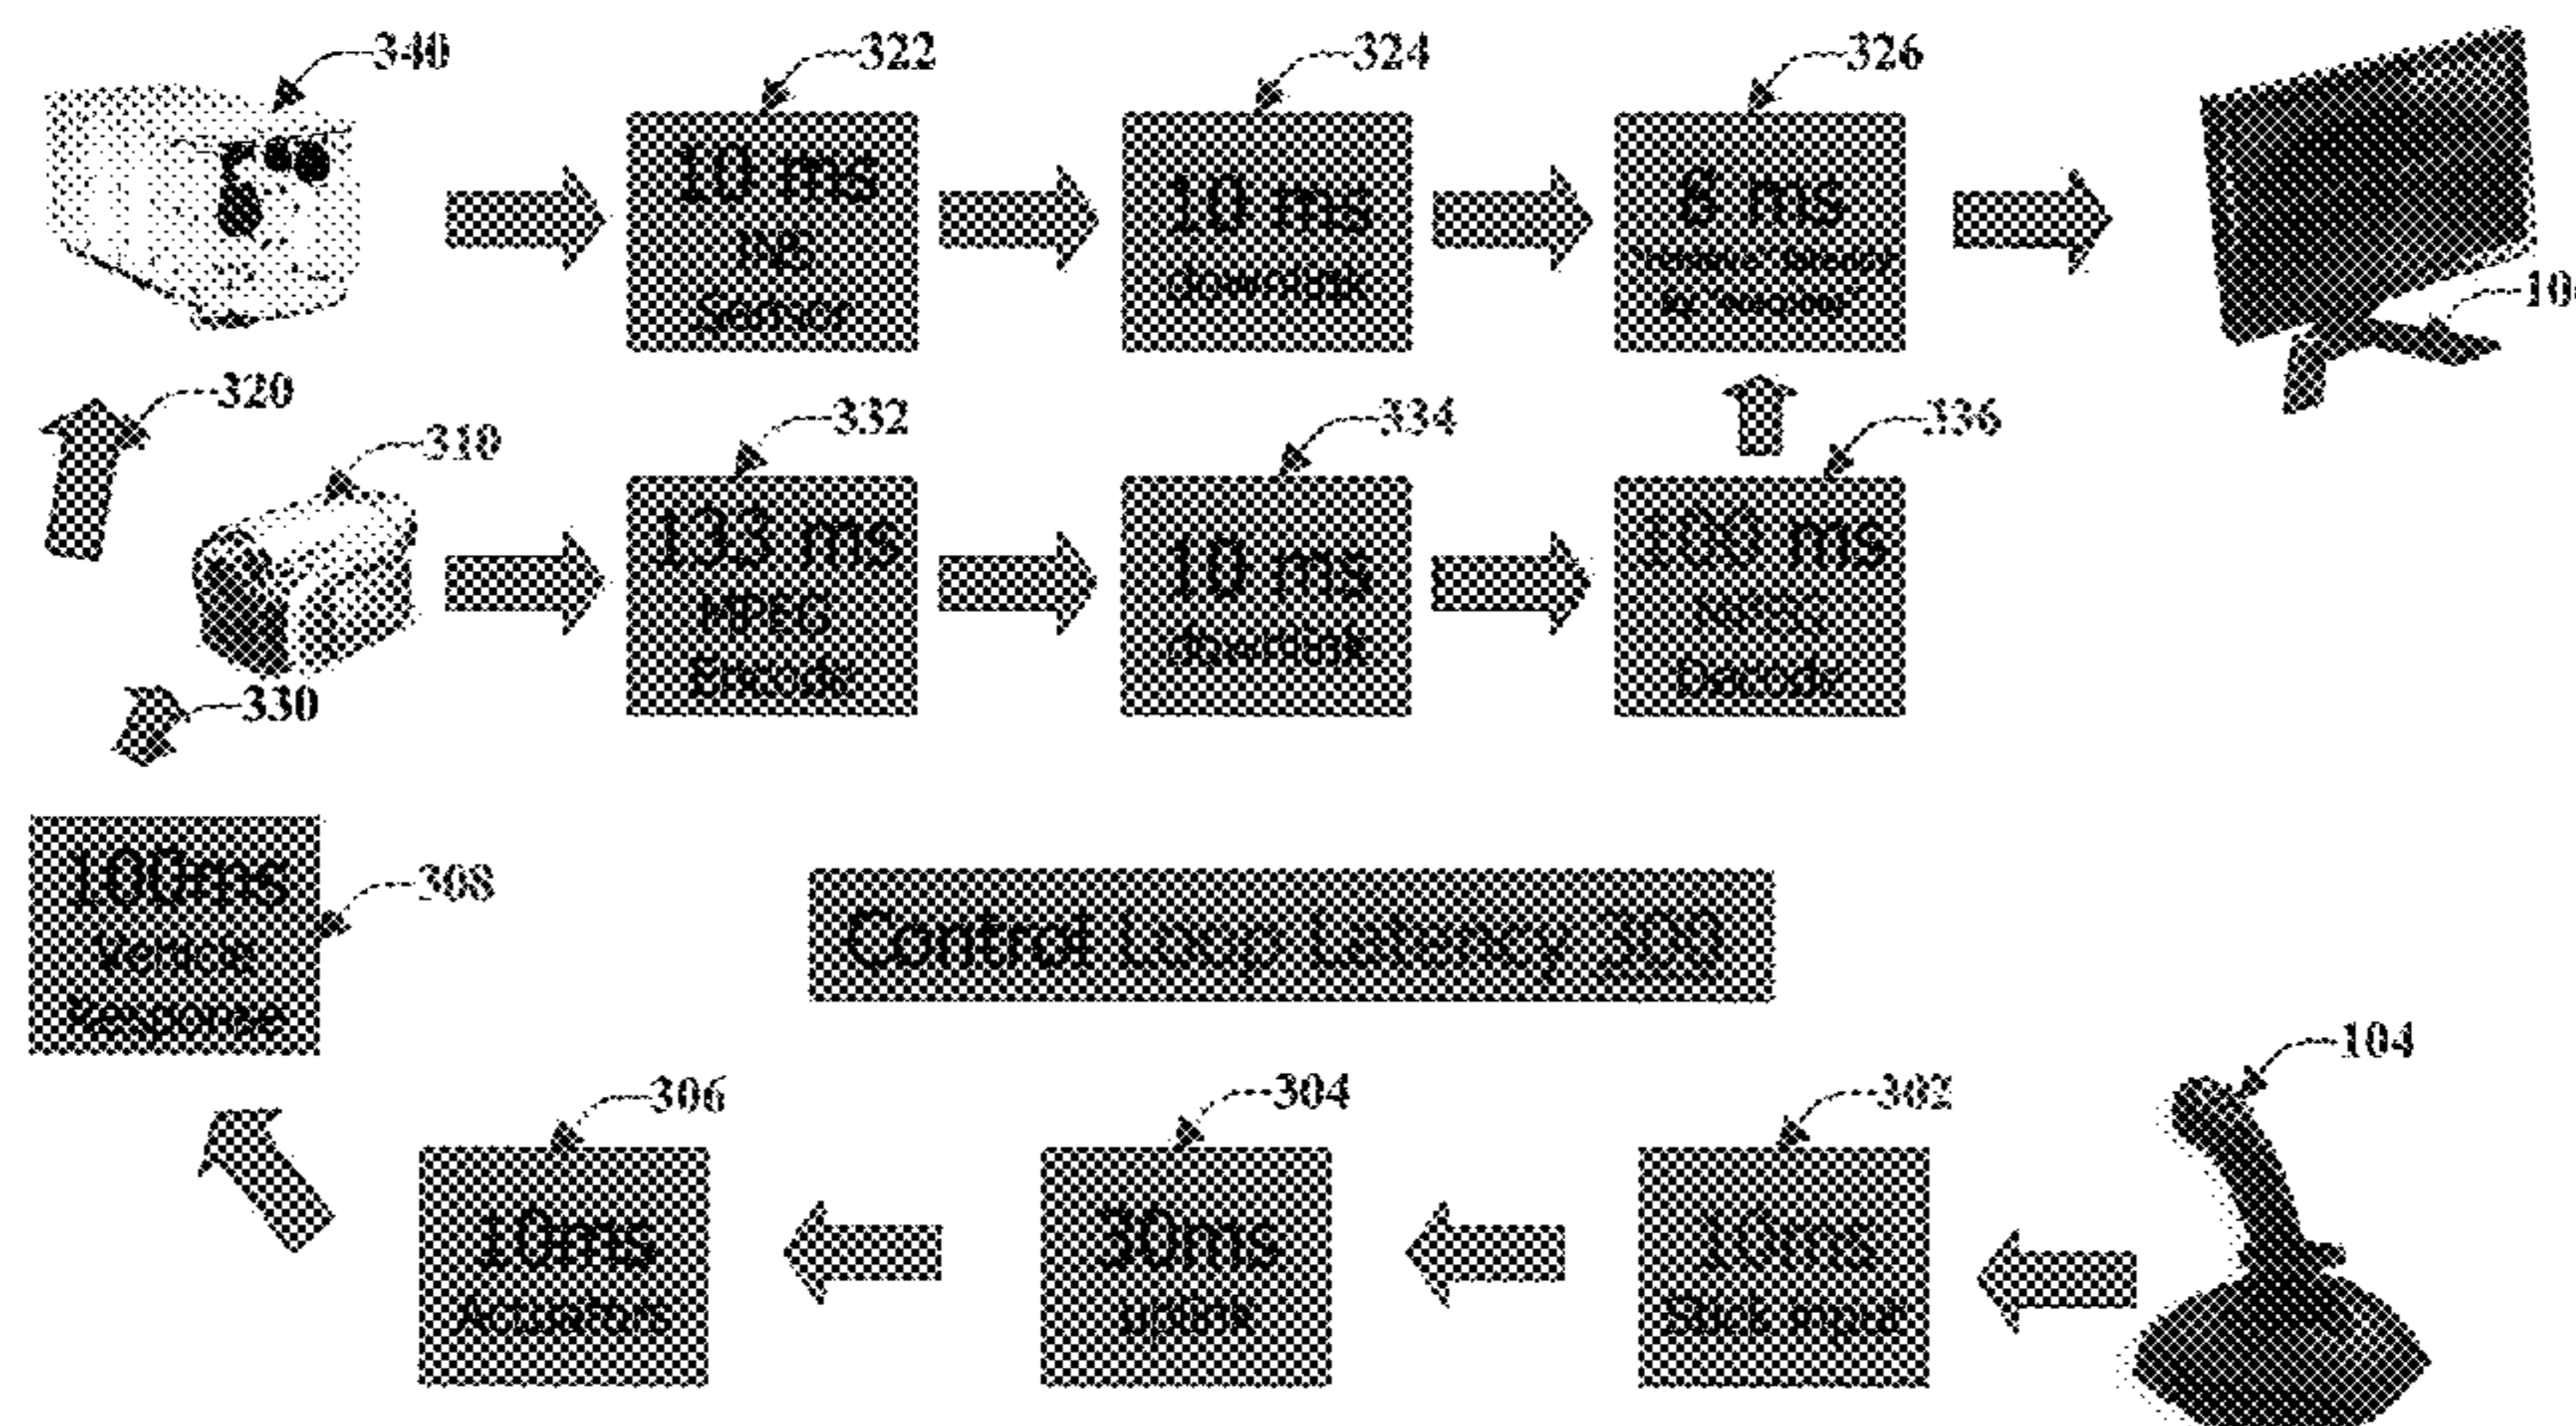 340
322
324
326
10 ms
INS
Sensor
10 ms
downlink
ms
latency
10
320
310
332
334
336
133 ms
MPEG
Encode
10 ms
downlink
100 ms
MPEG
Decode
330
100ms
Vehicle
Response
308
Control Loop Latency 300
306
304
302
104
10ms
Actuators
30ms
uplink
10ms
Stick input